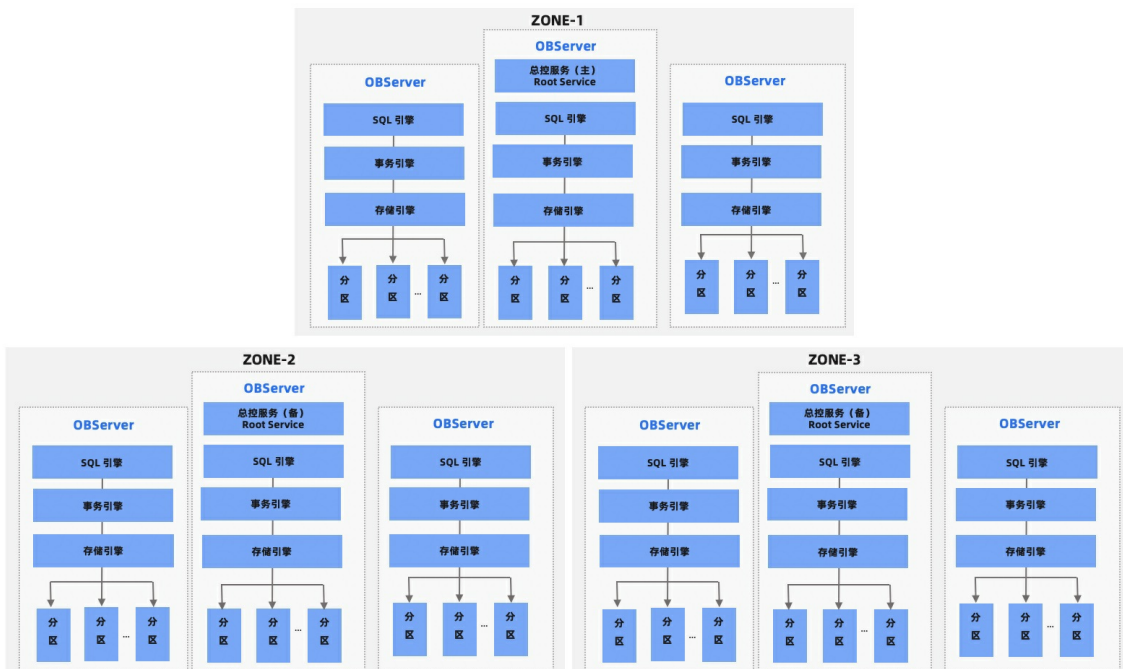 ZONE-1
OBServer
SQL 引擎
事务引擎
存储引擎
分区
分区
...
分区
OBServer
总控服务（主）
Root Service
SQL 引擎
事务引擎
存储引擎
分区
分区
...
分区
OBServer
SQL 引擎
事务引擎
存储引擎
分区
分区
...
分区
ZONE-2
OBServer
SQL 引擎
事务引擎
存储引擎
分区
分区
...
分区
OBServer
总控服务（备）
Root Service
SQL 引擎
事务引擎
存储引擎
分区
分区
...
分区
OBServer
SQL 引擎
事务引擎
存储引擎
分区
分区
...
分区
ZONE-3
OBServer
SQL 引擎
事务引擎
存储引擎
分区
分区
...
分区
OBServer
总控服务（备）
Root Service
SQL 引擎
事务引擎
存储引擎
分区
分区
...
分区
OBServer
SQL 引擎
事务引擎
存储引擎
分区
分区
...
分区